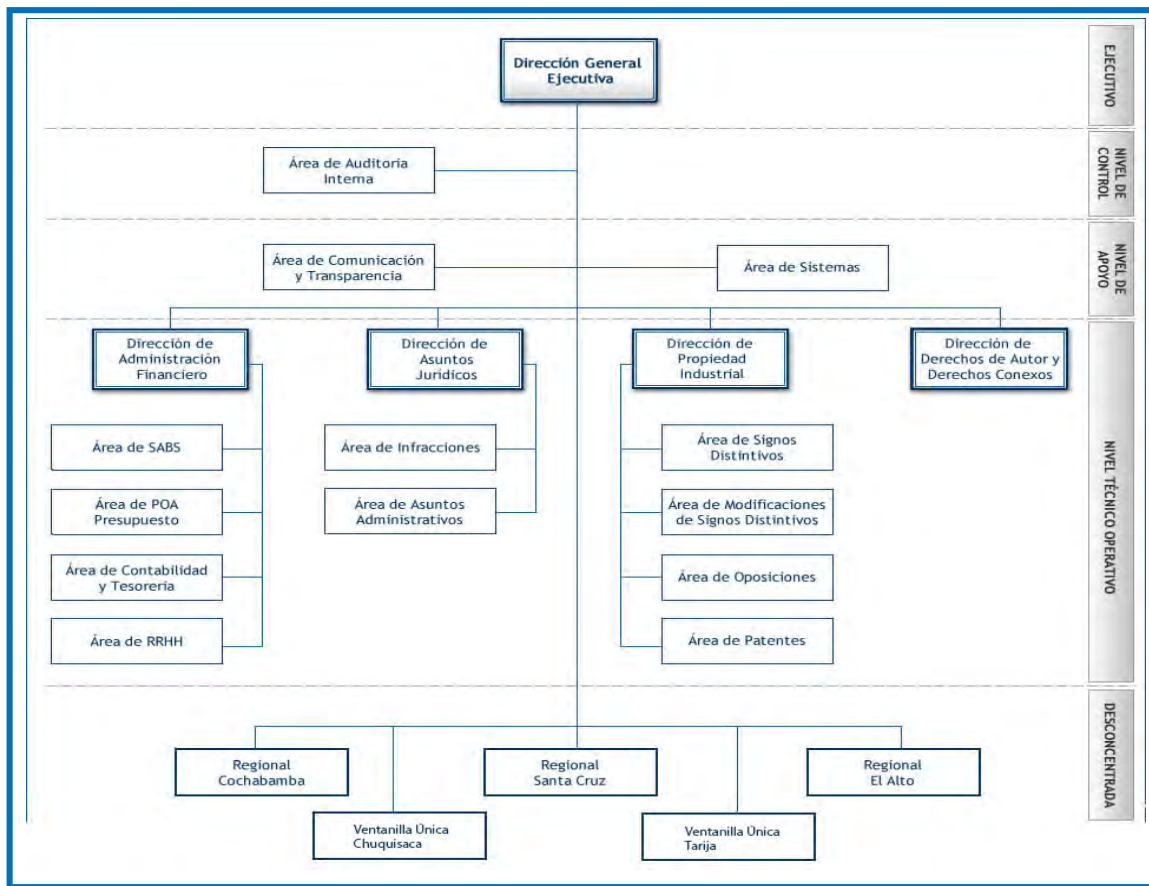 Dirección General
Ejecutiva
EJECUTIVO
Área de Auditoria
Interna
NIVEL DE
CONTROL
Área de Comunicación
y Transparencia
Área de Sistemas
NIVEL DE
APOYO
Dirección de
Administración
Financiero
Dirección de
Asuntos
Jurídicos
Dirección de
Propiedad
Industrial
Dirección de
Derechos de Autor y
Derechos Conexos
NIVEL TÉCNICO OPERATIVO
Área de SABS
Área de POA
Presupuesto
Área de Contabilidad
y Tesorería
Área de RRHH
Área de Infracciones
Área de Asuntos
Administrativos
Área de Signos
Distintivos
Área de Modificaciones
de Signos Distintivos
Área de Oposiciones
Área de Patentes
DESCONCENTRADA
Regional
Cochabamba
Regional
Santa Cruz
Regional
El Alto
Ventanilla Única
Chuquisaca
Ventanilla Única
Tarija